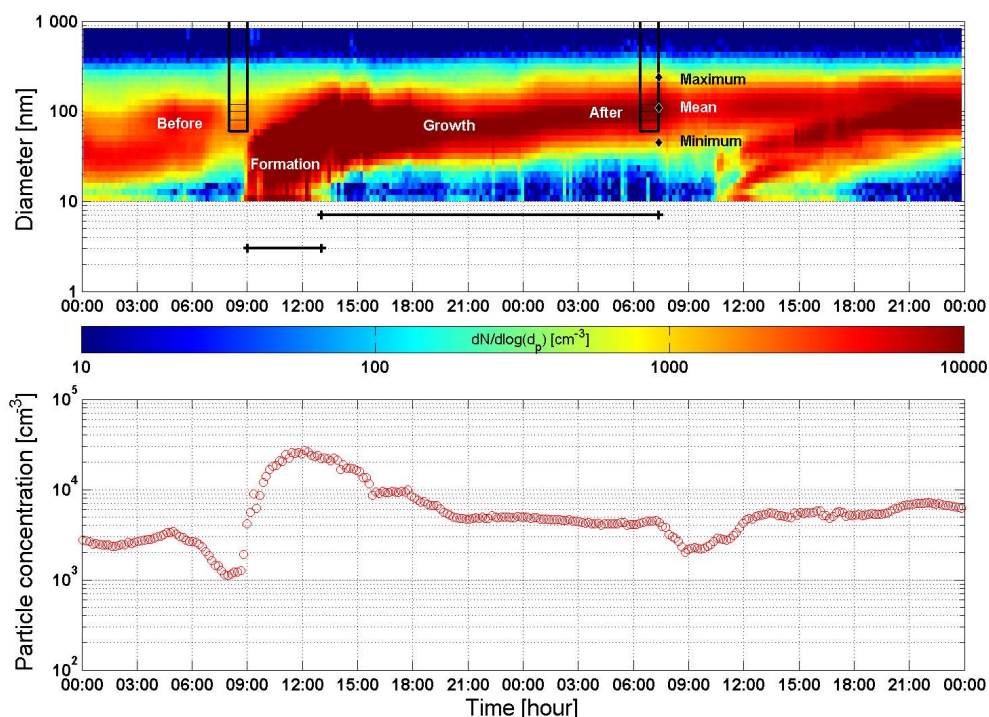 Diameter [nm]
1 000
100
10
1
Before
Formation
Growth
After
Maximum
Mean
Minimum
00:00 03:00 06:00 09:00 12:00 15:00 18:00 21:00 00:00 03:00 06:00 09:00 12:00 15:00 18:00 21:00 00:00
dN/dlog(dp) [cm-3]
10 100 1000 10000
Particle concentration [cm-3]
10^5
10^4
10^3
10^2
00:00 03:00 06:00 09:00 12:00 15:00 18:00 21:00 00:00 03:00 06:00 09:00 12:00 15:00 18:00 21:00 00:00
Time [hour]